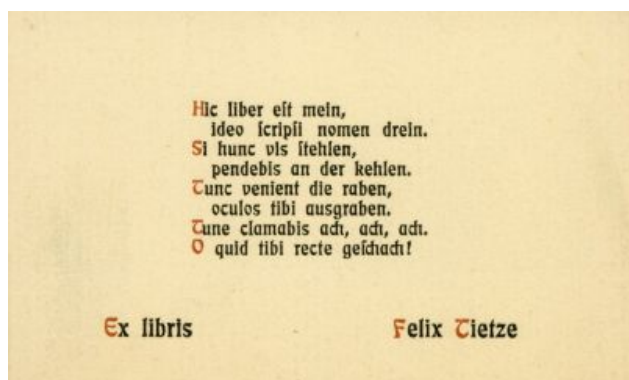 Hic liber eſt mein,
ideo ſcripſi nomen drein.
Si hunc vis ſtehlen,
pendebis an der kehlen.
Tunc venient die raben,
oculos tibi ausgraben.
Tunc clamabis ach, ach, ach.
O quid tibi recte geſchach!
Ex libris Felix Tietze